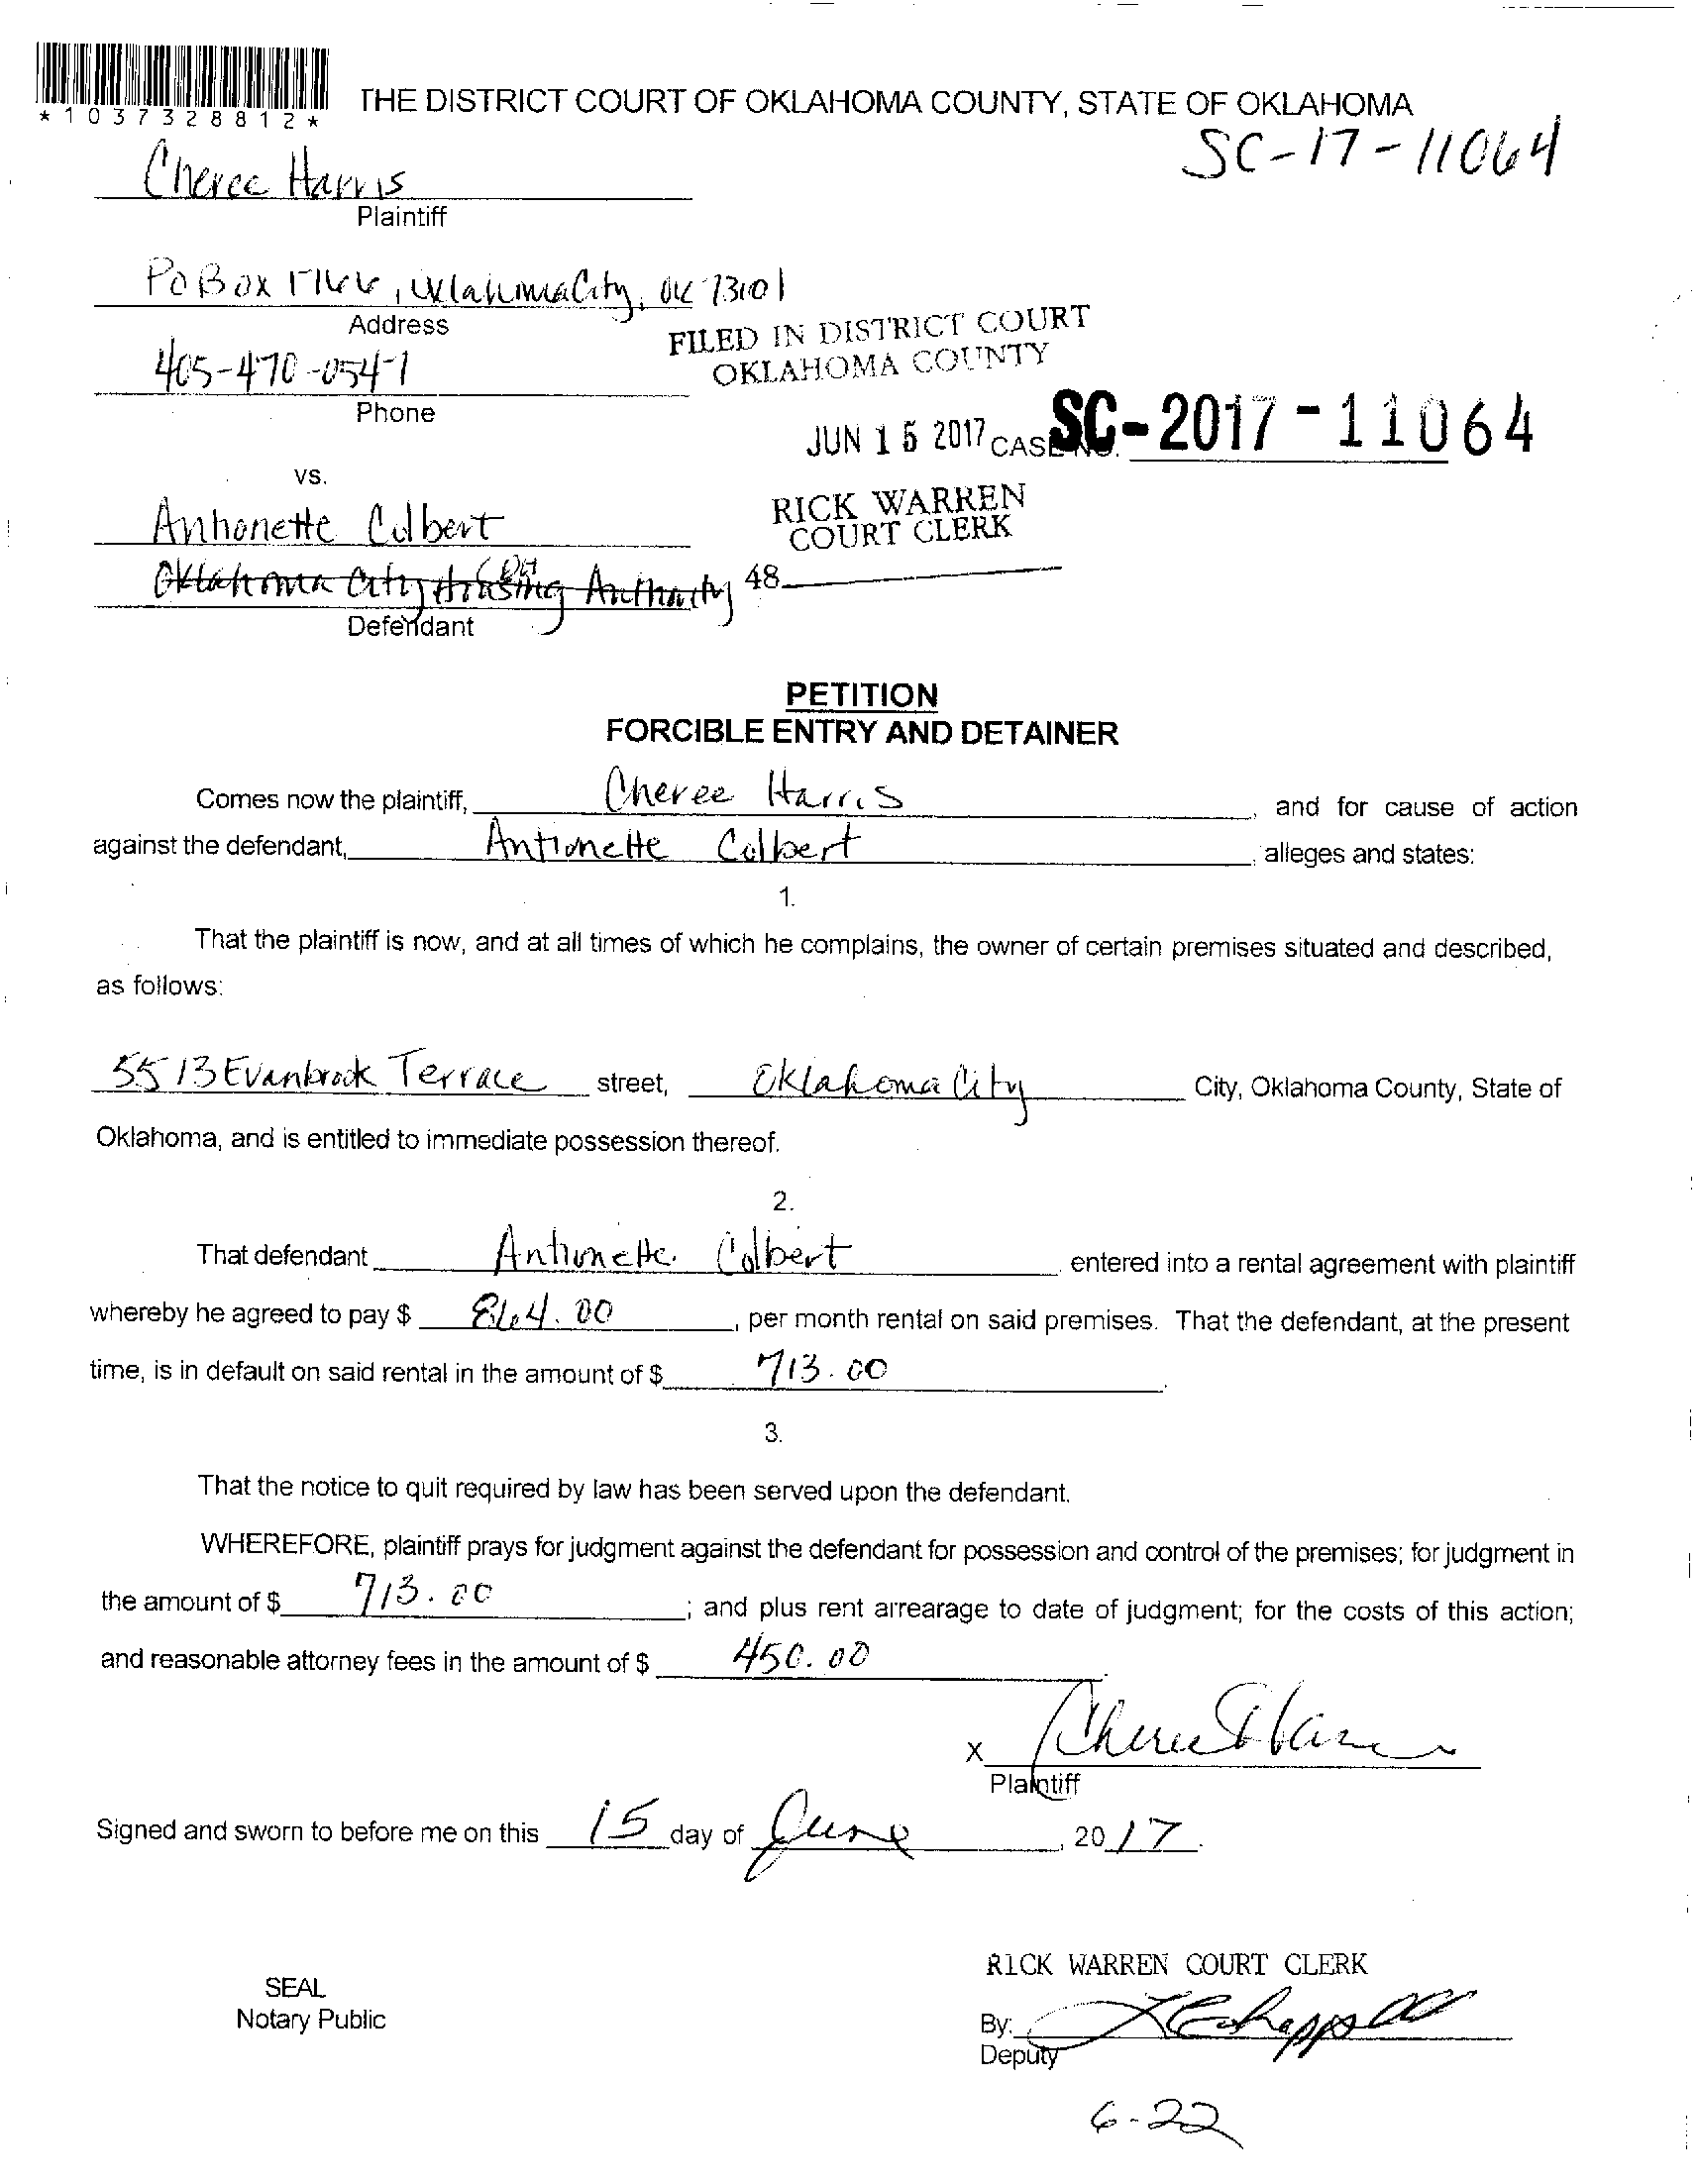 *1037328812*
THE DISTRICT COURT OF OKLAHOMA COUNTY, STATE OF OKLAHOMA
SC-17-11064
Cheree Harris
Plaintiff
PO Box , Oklahoma City, OK 73101
Address
FILED IN DISTRICT COURT
OKLAHOMA COUNTY
405-470-0547
Phone
JUN 15 2017 CASE NO. SC-2017-11064
vs.
RICK WARREN
COURT CLERK
Antionette Colbert
Oklahoma City Housing Authority 48
Defendant
PETITION
FORCIBLE ENTRY AND DETAINER
Comes now the plaintiff, Cheree Harris, and for cause of action
against the defendant, Antionette Colbert, alleges and states:
1.
That the plaintiff is now, and at all times of which he complains, the owner of certain premises situated and described,
as follows:
5513 Evanbrook Terrace street, Oklahoma City City, Oklahoma County, State of
Oklahoma, and is entitled to immediate possession thereof.
2.
That defendant Antionette Colbert entered into a rental agreement with plaintiff
whereby he agreed to pay $ 864.00, per month rental on said premises. That the defendant, at the present
time, is in default on said rental in the amount of $ 713.00.
3.
That the notice to quit required by law has been served upon the defendant.
WHEREFORE, plaintiff prays for judgment against the defendant for possession and control of the premises; for judgment in
the amount of $ 713.00; and plus rent arrearage to date of judgment; for the costs of this action;
and reasonable attorney fees in the amount of $ 450.00.
X
Plaintiff
Signed and sworn to before me on this 15 day of June, 2017.
RICK WARREN COURT CLERK
SEAL
Notary Public
By:
Deputy
6-22